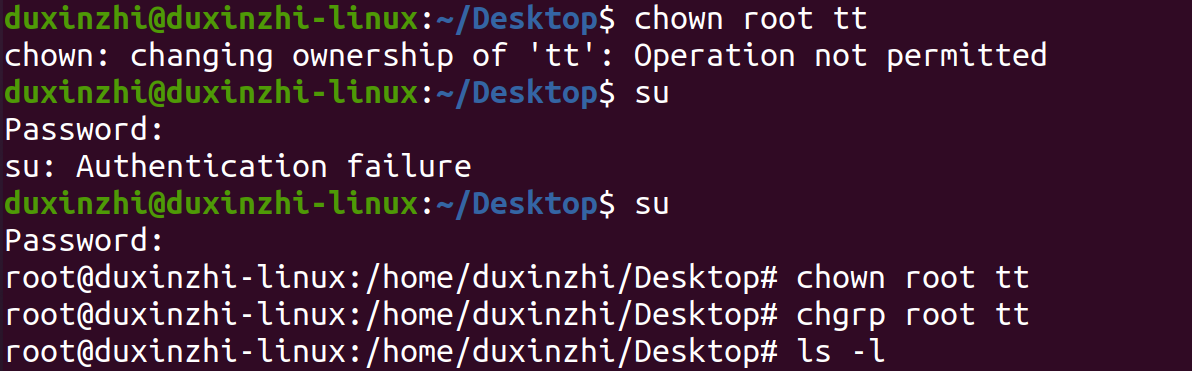 duxinzhi@duxinzhi-linux:~/Desktop$ chown root tt
chown: changing ownership of 'tt': Operation not permitted
duxinzhi@duxinzhi-linux:~/Desktop$ su
Password:
su: Authentication failure
duxinzhi@duxinzhi-linux:~/Desktop$ su
Password:
root@duxinzhi-linux:/home/duxinzhi/Desktop# chown root tt
root@duxinzhi-linux:/home/duxinzhi/Desktop# chgrp root tt
root@duxinzhi-linux:/home/duxinzhi/Desktop# ls -l